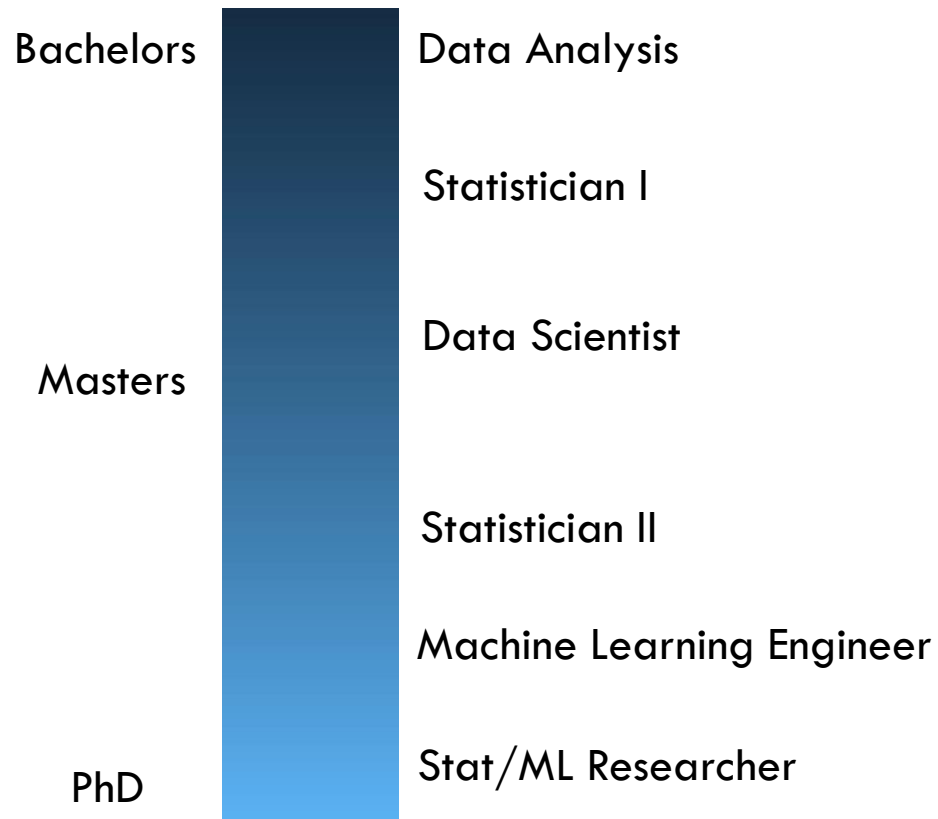 Bachelors
Data Analysis
Statistician I
Data Scientist
Masters
Statistician II
Machine Learning Engineer
Stat/ML Researcher
PhD